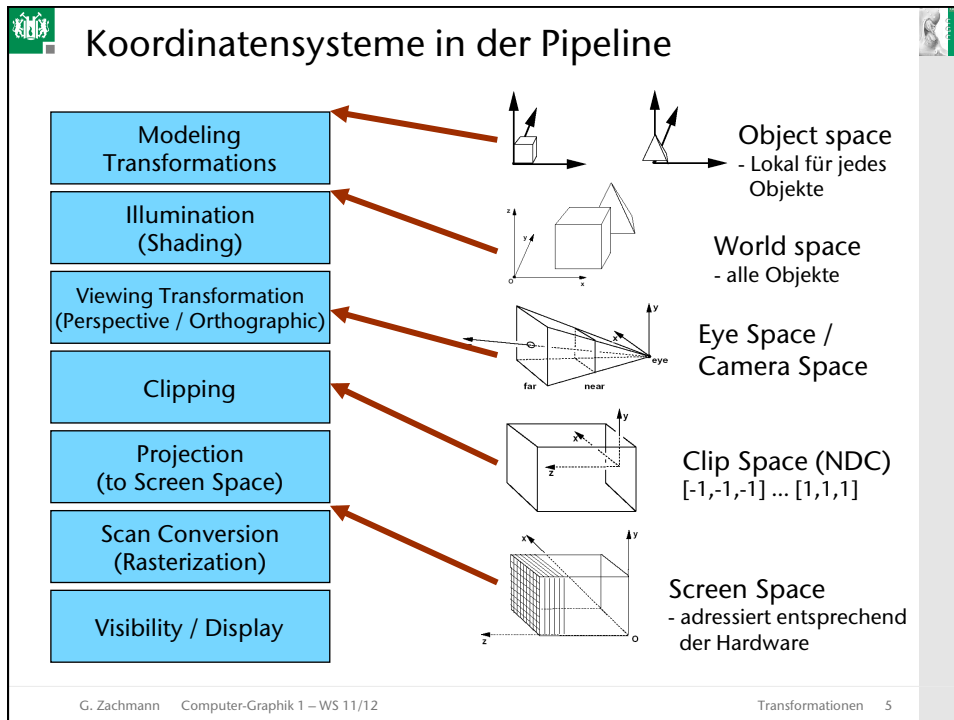 Koordinatensysteme in der Pipeline
Modeling
Transformations
Illumination
(Shading)
Viewing Transformation
(Perspective / Orthographic)
Clipping
Projection
(to Screen Space)
Scan Conversion
(Rasterization)
Visibility / Display
Object space
- Lokal für jedes
Objekte
z
y
o
x
World space
- alle Objekte
y
x
eye
far
near
Eye Space /
Camera Space
y
x
z
Clip Space (NDC)
[-1,-1,-1] ... [1,1,1]
x
y
z
o
Screen Space
- adressiert entsprechend
der Hardware
G. Zachmann Computer-Graphik 1 – WS 11/12
Transformationen 5